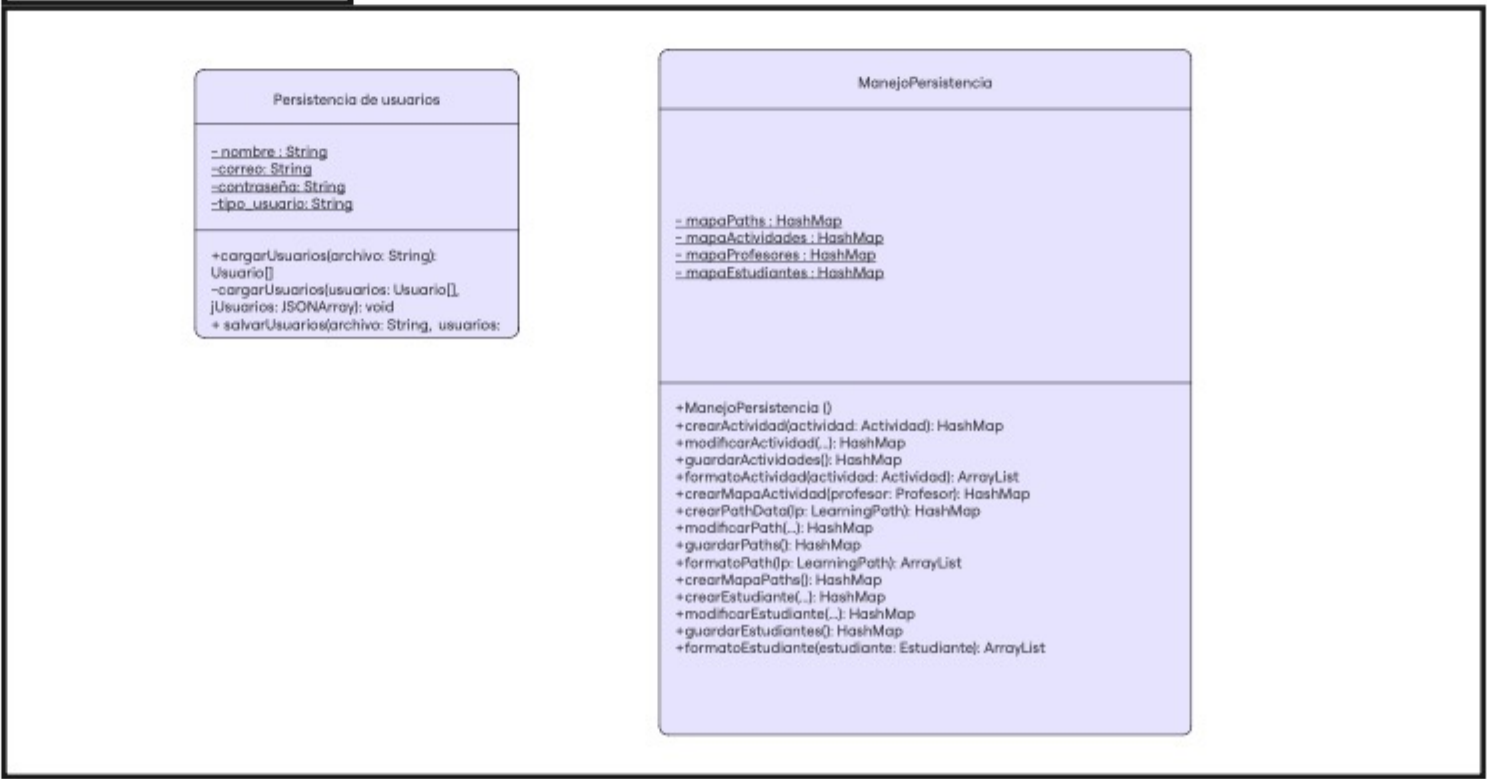 Persistencia de usuarios
- nombre : String
-correo: String
-contraseña: String
-tipo_usuario: String
+cargarUsuarios(archivo: String):
Usuario[]
-cargarUsuarios(usuarios: Usuario[],
jUsuarios: JSONArray): void
+ salvarUsuarios(archivo: String, usuarios:
ManejoPersistencia
- mapaPaths : HashMap
- mapaActividades : HashMap
- mapaProfesores : HashMap
- mapaEstudiantes : HashMap
+ManejoPersistencia ()
+crearActividad(actividad: Actividad): HashMap
+modificarActividad(...): HashMap
+guardarActividades(): HashMap
+formatoActividad(actividad: Actividad): ArrayList
+crearMapaActividad(profesor: Profesor): HashMap
+crearPathData(lp: LearningPath): HashMap
+modificarPath(...): HashMap
+guardarPaths(): HashMap
+formatoPath(lp: LearningPath): ArrayList
+crearMapaPaths(): HashMap
+crearEstudiante(...): HashMap
+modificarEstudiante(...): HashMap
+guardarEstudiantes(): HashMap
+formatoEstudiante(estudiante: Estudiante): ArrayList